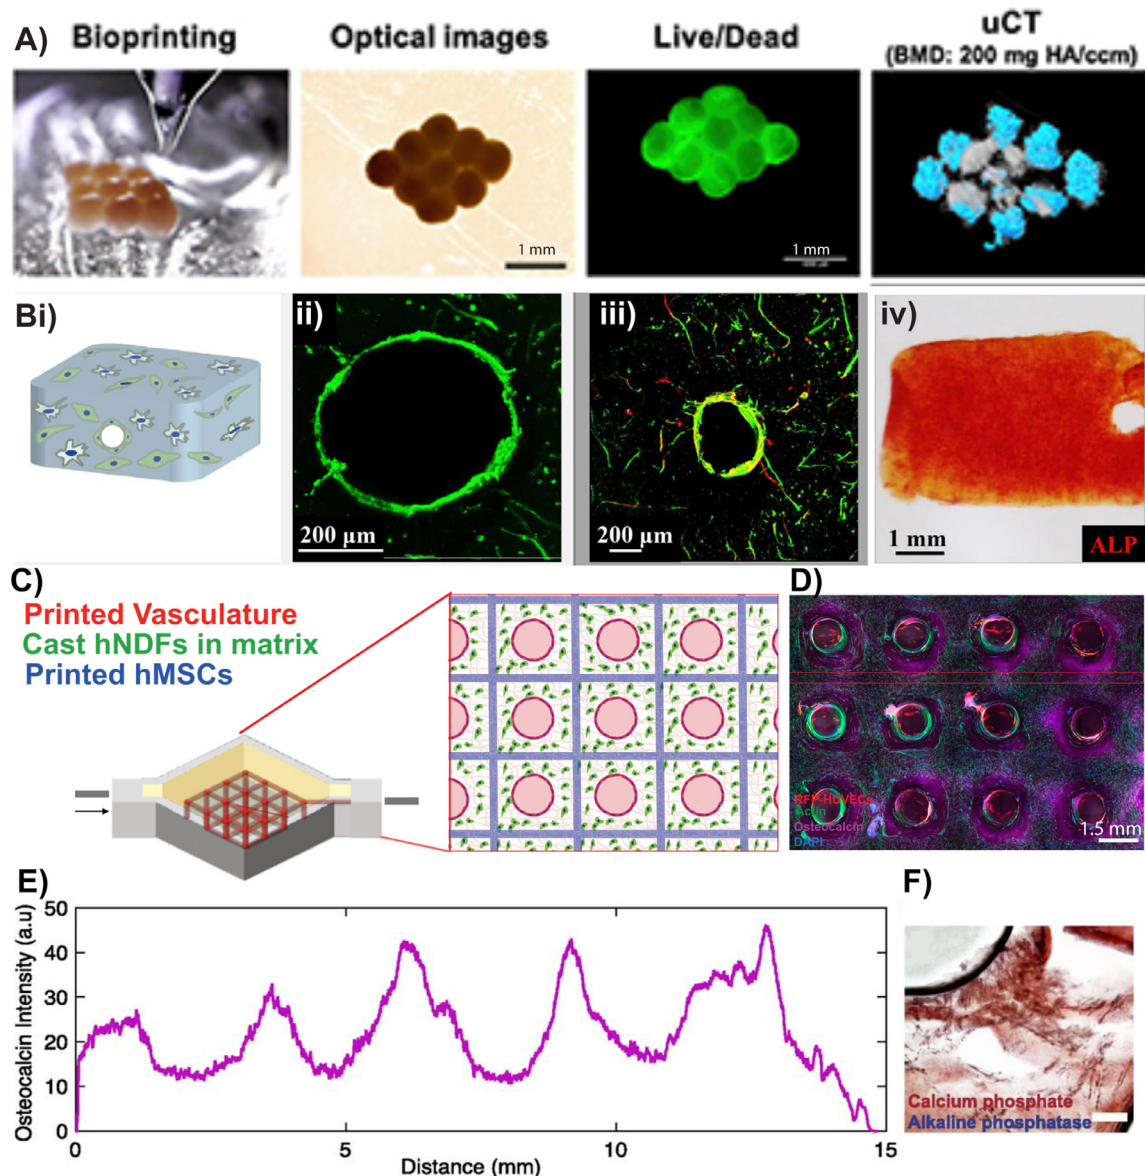 A)
Bioprinting
Optical images
Live/Dead
uCT
(BMD: 200 mg HA/ccm)
1 mm
1 mm
Bi)
ii)
iii)
iv)
200 µm
200 µm
1 mm
ALP
C)
Printed Vasculature
Cast hNDFs in matrix
Printed hMSCs
D)
RFP-HUVECs
Actin
Osteocalcin
DAPI
1.5 mm
E)
Osteocalcin Intensity (a.u)
50
40
30
20
10
0
0
5
10
15
Distance (mm)
F)
Calcium phosphate
Alkaline phosphatase